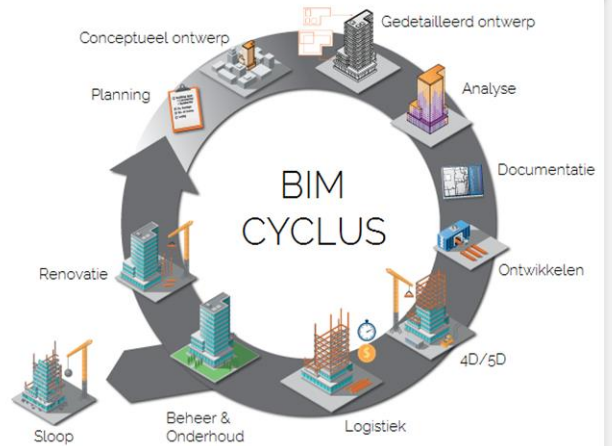 BIM
CYCLUS
Planning
Conceptueel ontwerp
Gedetailleerd ontwerp
Analyse
Documentatie
Ontwikkelen
4D/5D
Logistiek
Beheer &
Onderhoud
Sloop
Renovatie
$